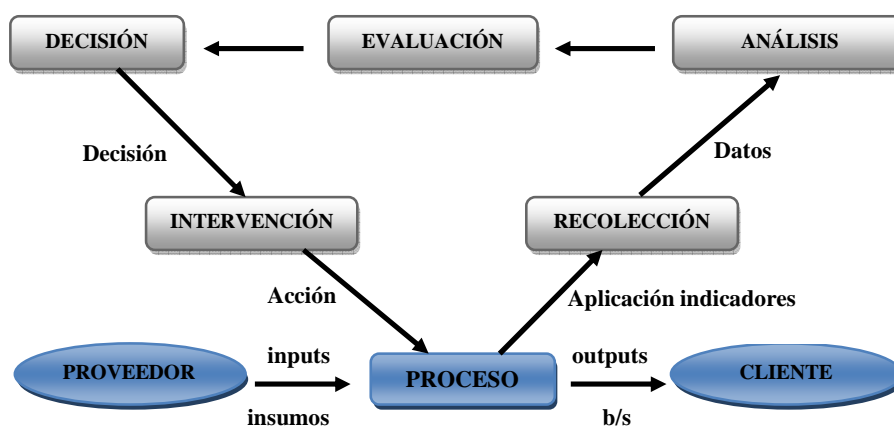 DECISIÓN
EVALUACIÓN
ANÁLISIS
Decisión
Datos
INTERVENCIÓN
RECOLECCIÓN
Acción
Aplicación indicadores
inputs
outputs
PROVEEDOR
PROCESO
CLIENTE
insumos
b/s